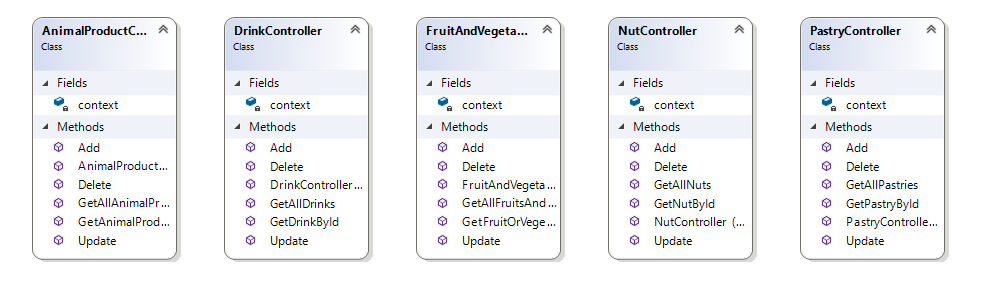 AnimalProductC...
Class
Fields
context
Methods
Add
AnimalProduct...
Delete
GetAllAnimalPr...
GetAnimalProd...
Update
DrinkController
Class
Fields
context
Methods
Add
Delete
DrinkController...
GetAllDrinks
GetDrinkById
Update
FruitAndVegeta...
Class
Fields
context
Methods
Add
Delete
FruitAndVegeta...
GetAllFruitsAnd...
GetFruitOrVege...
Update
NutController
Class
Fields
context
Methods
Add
Delete
GetAllNuts
GetNutById
NutController (...
Update
PastryController
Class
Fields
context
Methods
Add
Delete
GetAllPastries
GetPastryById
PastryControlle...
Update